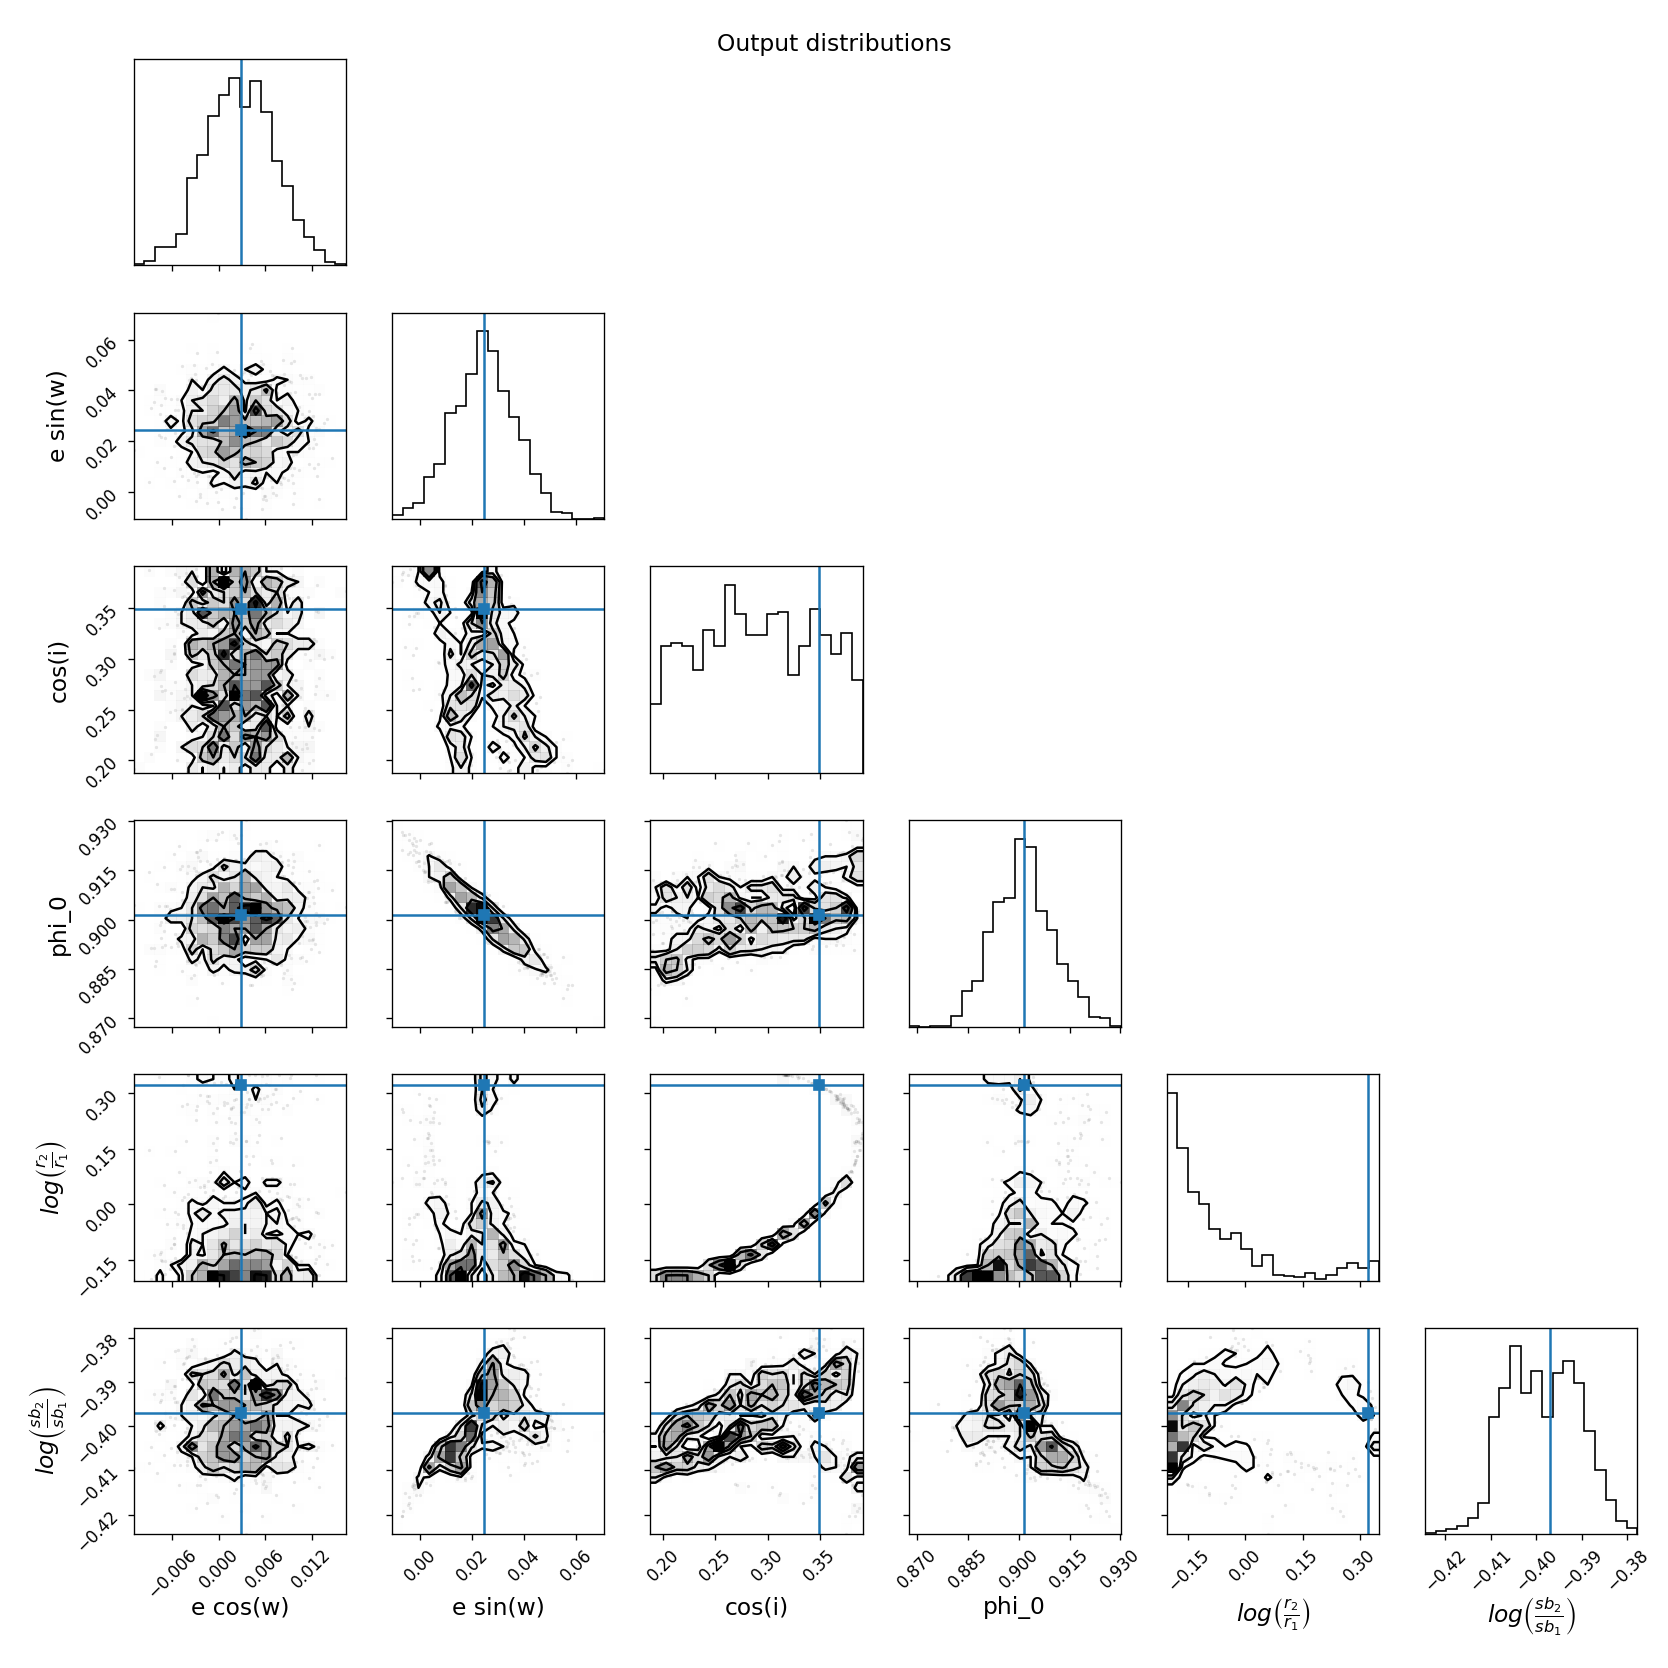 Output distributions
e sin(w)
0.06
0.04
0.02
0.00
cos(i)
0.35
0.30
0.25
0.20
phi_0
0.930
0.915
0.900
0.885
0.870
log(r₂/r₁)
0.30
0.15
0.00
−0.15
log(sb₂/sb₁)
−0.38
−0.39
−0.40
−0.41
−0.42
−0.006 0.000 0.006 0.012
0.00 0.02 0.04 0.06
0.20 0.25 0.30 0.35
0.870 0.885 0.900 0.915 0.930
−0.15 0.00 0.15 0.30
−0.42 −0.41 −0.40 −0.39 −0.38
e cos(w) e sin(w) cos(i) phi_0 log(r₂/r₁) log(sb₂/sb₁)